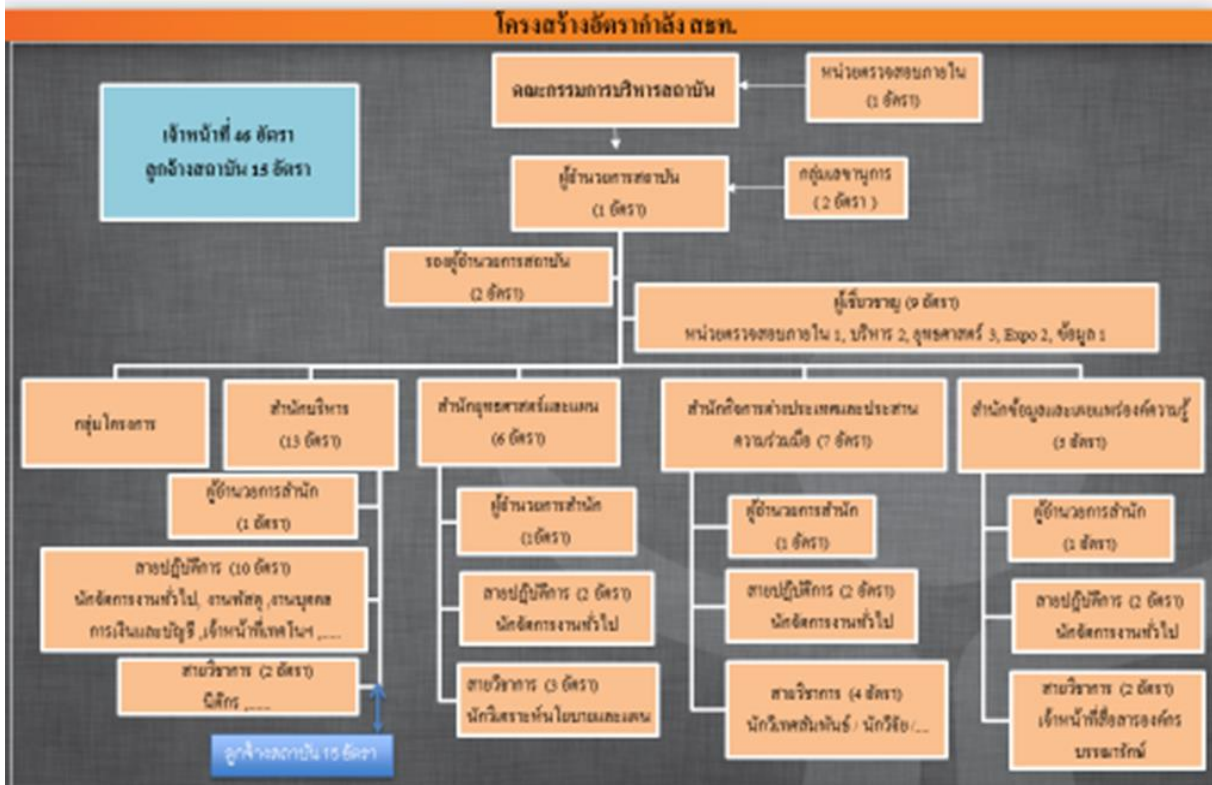 โครงสร้างอัตรากำลัง สธท.
คณะกรรมการบริหารสถาบัน
หน่วยตรวจสอบภายใน
(1 อัตรา)
เจ้าหน้าที่ 46 อัตรา
ลูกจ้างสถาบัน 15 อัตรา
ผู้อำนวยการสถาบัน
(1 อัตรา)
กลุ่มเลขานุการ
( 2 อัตรา )
รองผู้อำนวยการสถาบัน
(2 อัตรา)
ผู้เชี่ยวชาญ (9 อัตรา)
หน่วยตรวจสอบภายใน 1, บริหาร 2, ยุทธศาสตร์ 3, Expo 2, ข้อมูล 1
กลุ่มโครงการ
สำนักบริหาร
(13 อัตรา)
สำนักยุทธศาสตร์และแผน
(6 อัตรา)
สำนักกิจการต่างประเทศและประสาน
ความร่วมมือ (7 อัตรา)
สำนักข้อมูลและเผยแพร่องค์ความรู้
(5 อัตรา)
ผู้อำนวยการสำนัก
(1 อัตรา)
สายปฏิบัติการ (10 อัตรา)
นักจัดการงานทั่วไป, งานพัสดุ ,งานบุคคล
การเงินและบัญชี ,เจ้าหน้าที่เทคโนฯ ,.....
สายวิชาการ (2 อัตรา)
นิติกร ,......
ลูกจ้างสถาบัน 15 อัตรา
ผู้อำนวยการสำนัก
(1อัตรา)
สายปฏิบัติการ (2 อัตรา)
นักจัดการงานทั่วไป
สายวิชาการ (3 อัตรา)
นักวิเคราะห์นโยบายและแผน
ผู้อำนวยการสำนัก
(1 อัตรา)
สายปฏิบัติการ (2 อัตรา)
นักจัดการงานทั่วไป
สายวิชาการ (4 อัตรา)
นักวิเทศสัมพันธ์ / นักวิจัย /....
ผู้อำนวยการสำนัก
(1 อัตรา)
สายปฏิบัติการ (2 อัตรา)
นักจัดการงานทั่วไป
สายวิชาการ (2 อัตรา)
เจ้าหน้าที่สื่อสารองค์กร
บรรณารักษ์